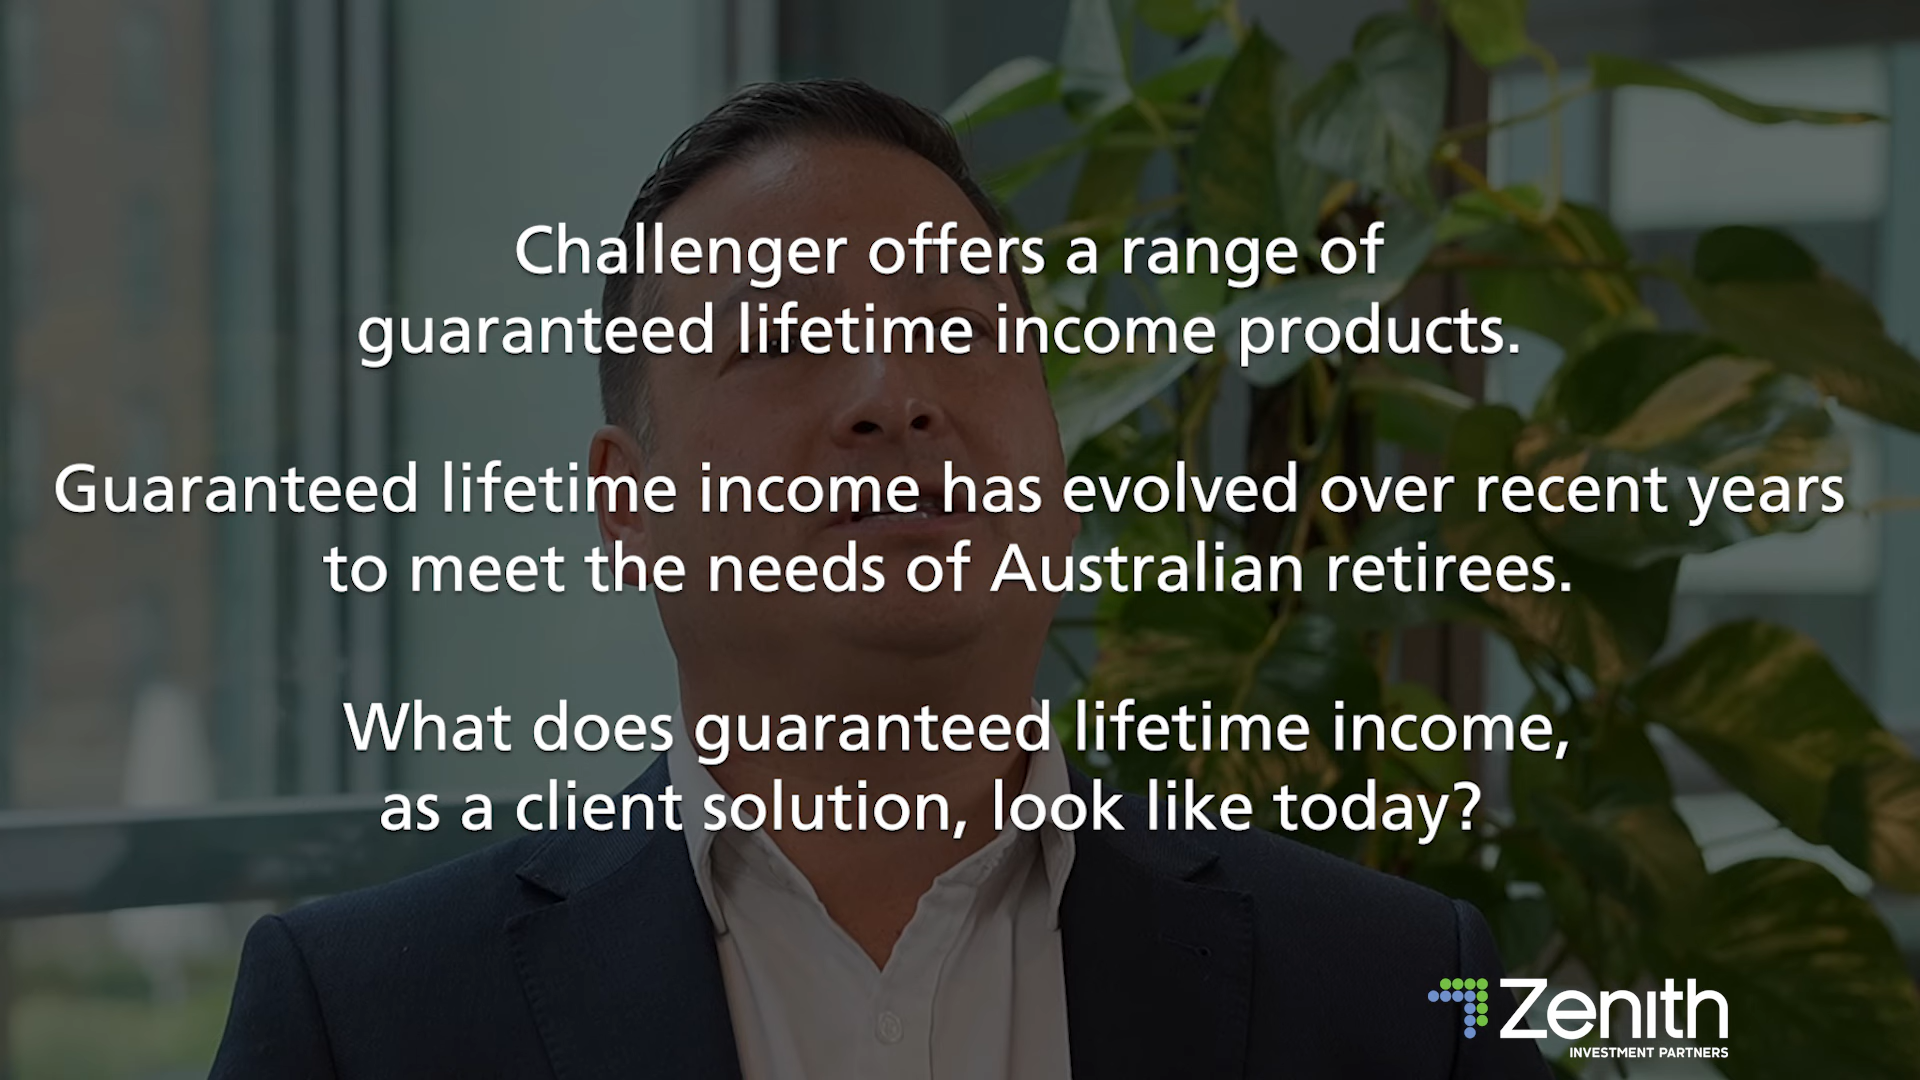 Challenger offers a range of
guaranteed lifetime income products.
Guaranteed lifetime income has evolved over recent years
to meet the needs of Australian retirees.
What does guaranteed lifetime income,
as a client solution, look like today?
Zenith
INVESTMENT PARTNERS